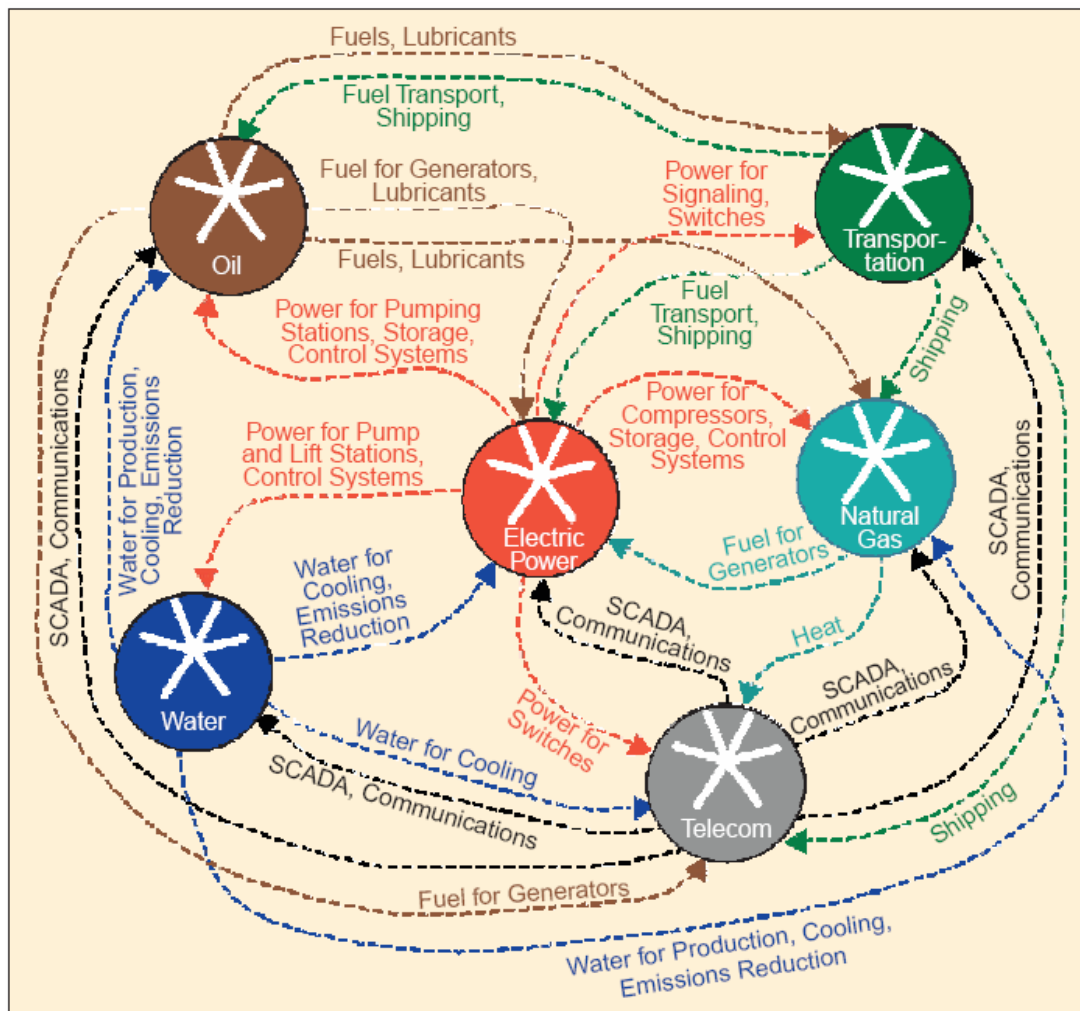 Fuels, Lubricants
Fuel Transport,
Shipping
Fuel for Generators,
Lubricants
Power for
Signaling,
Switches
Oil
Transpor-
tation
Fuels, Lubricants
Fuel
Transport,
Shipping
Shipping
Power for Pumping
Stations, Storage,
Control Systems
Power for
Compressors,
Storage, Control
Systems
Power for Pump
and Lift Stations,
Control Systems
SCADA, Communications
Water for Production,
Cooling, Emissions
Reduction
Electric
Power
Natural
Gas
SCADA,
Communications
Fuel for
Generators
Water for
Cooling,
Emissions
Reduction
SCADA,
Communications
Heat
SCADA,
Communications
Water
Power for
Switches
Water for Cooling
SCADA, Communications
Telecom
Shipping
Fuel for Generators
Water for Production, Cooling,
Emissions Reduction